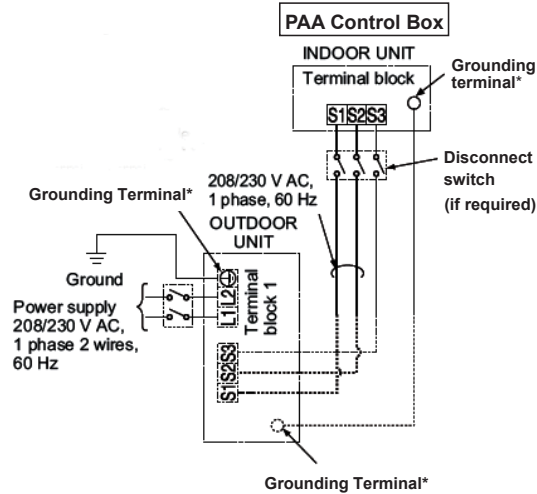 PAA Control Box
INDOOR UNIT
Terminal block
Grounding
terminal*
S1 S2 S3
Disconnect
switch
(if required)
208/230 V AC,
1 phase, 60 Hz
Grounding Terminal*
OUTDOOR
UNIT
Ground
Power supply
208/230 V AC,
1 phase 2 wires,
60 Hz
L1 L2
Terminal
block 1
S1 S2 S3
Grounding Terminal*